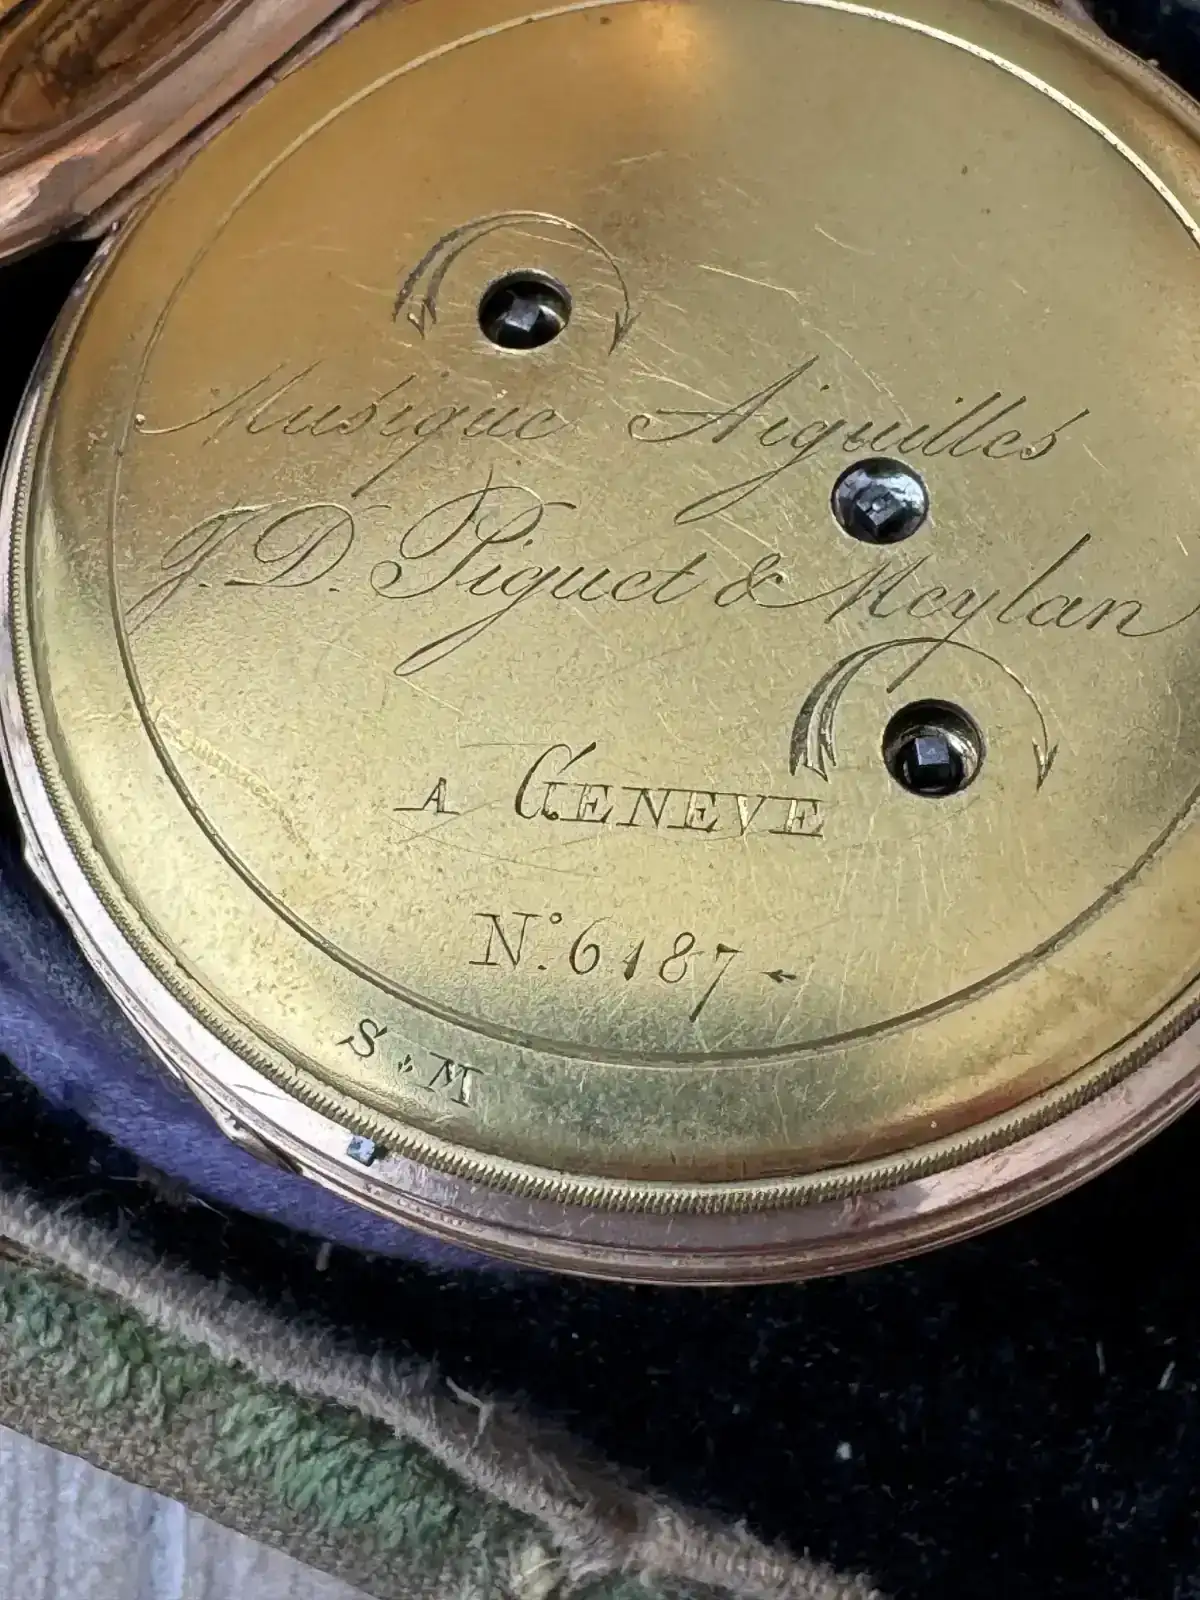 Musique Aiguilles
J. D. Piguet & Meylan
A GENEVE
N.º 6187
S. M